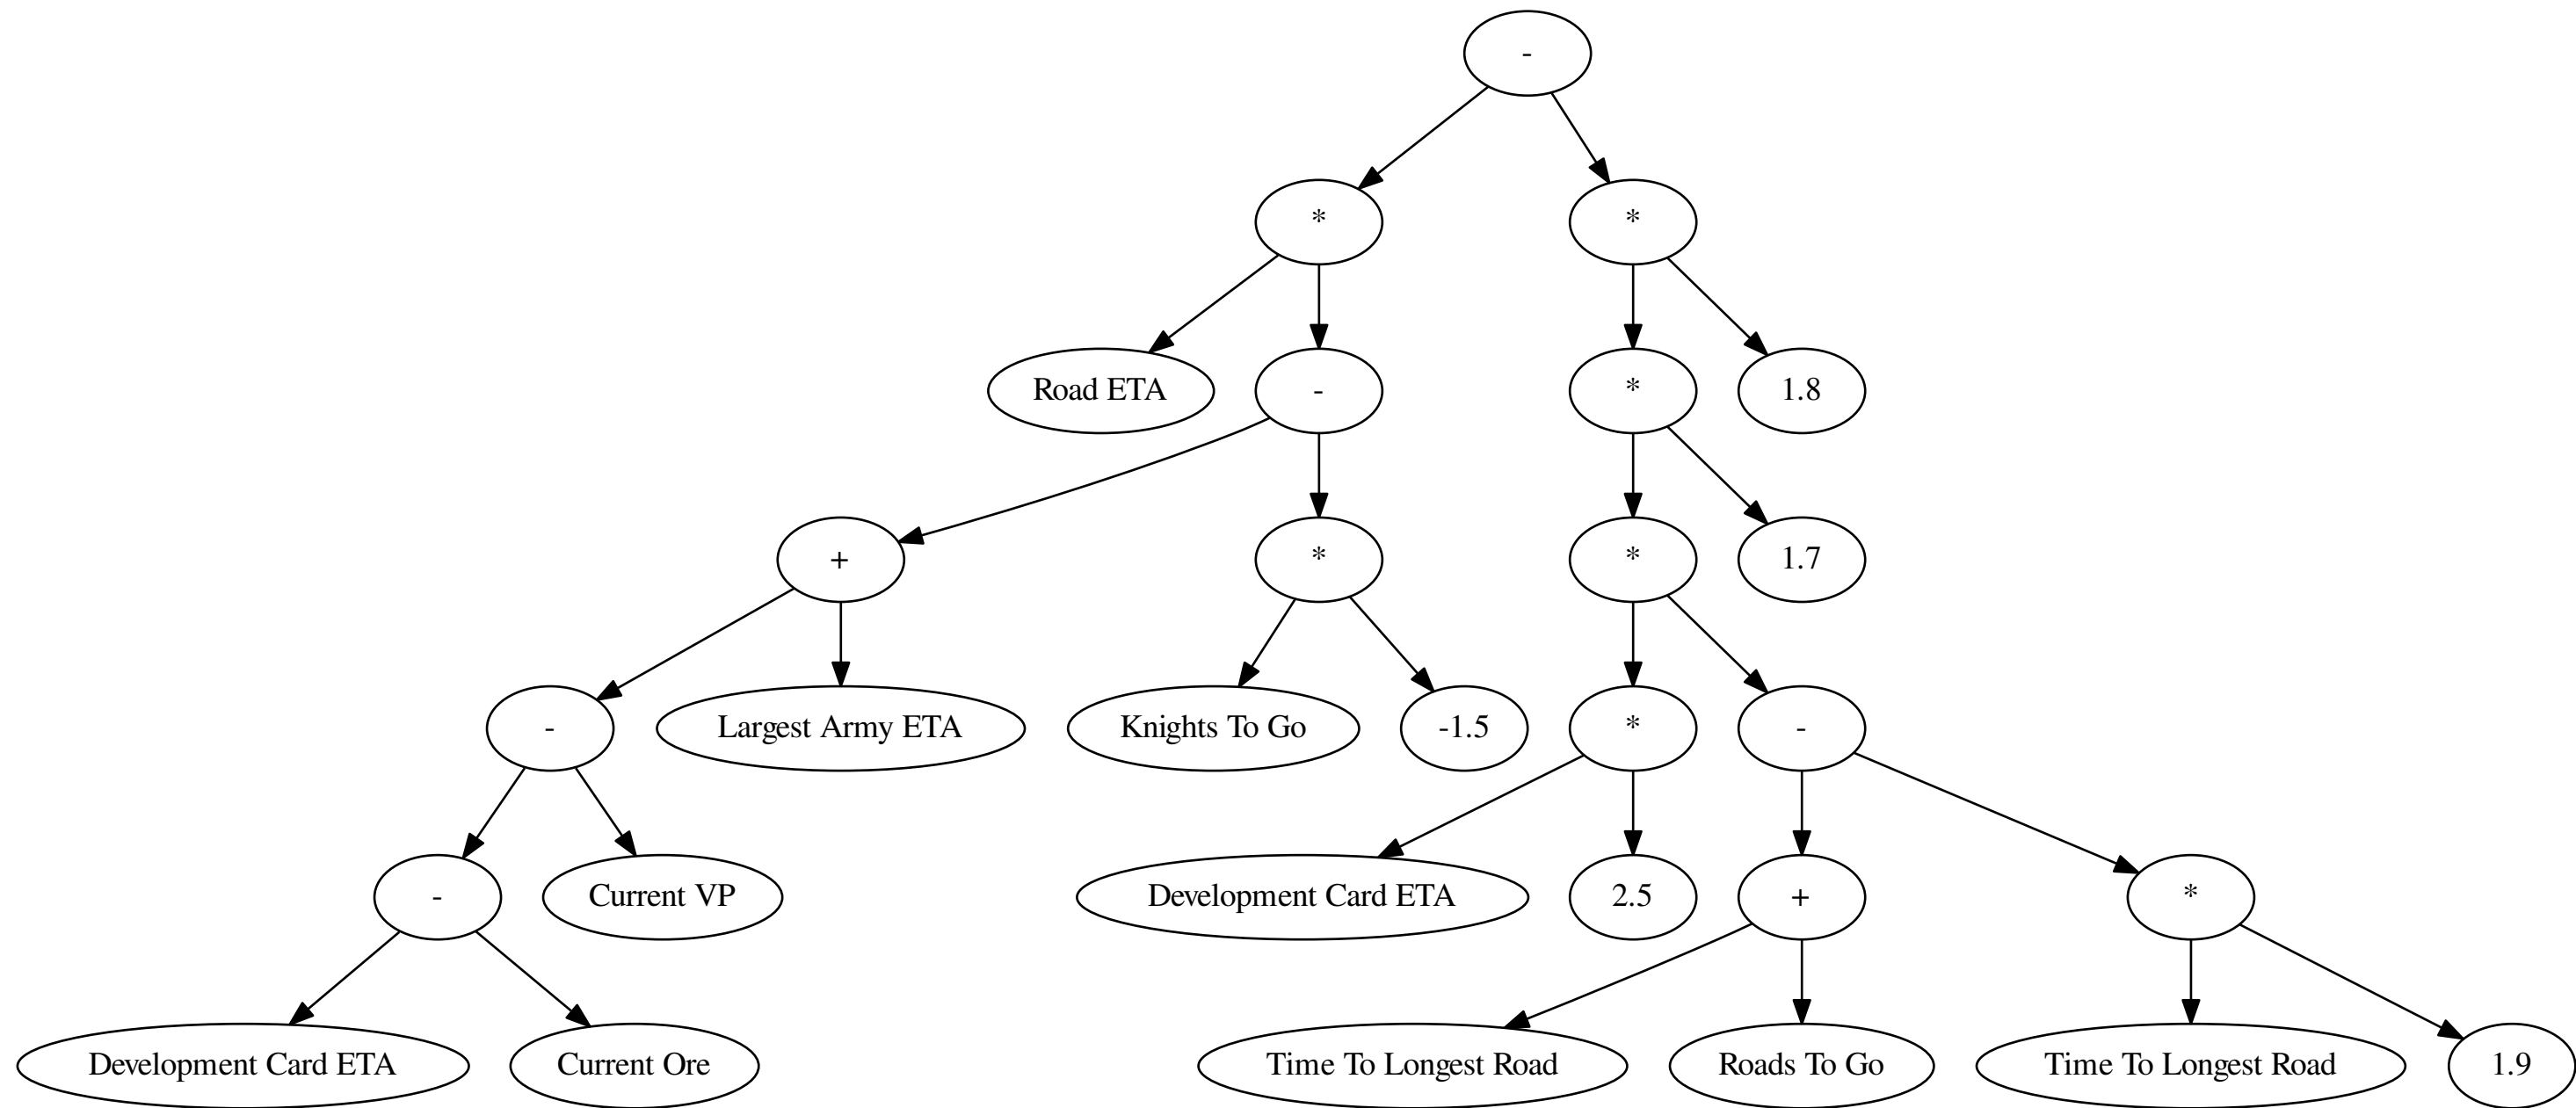 -
*
*
Road ETA
-
*
1.8
+
*
*
1.7
-
Largest Army ETA
Knights To Go
-1.5
*
-
-
Current VP
Development Card ETA
2.5
+
*
Development Card ETA
Current Ore
Time To Longest Road
Roads To Go
Time To Longest Road
1.9